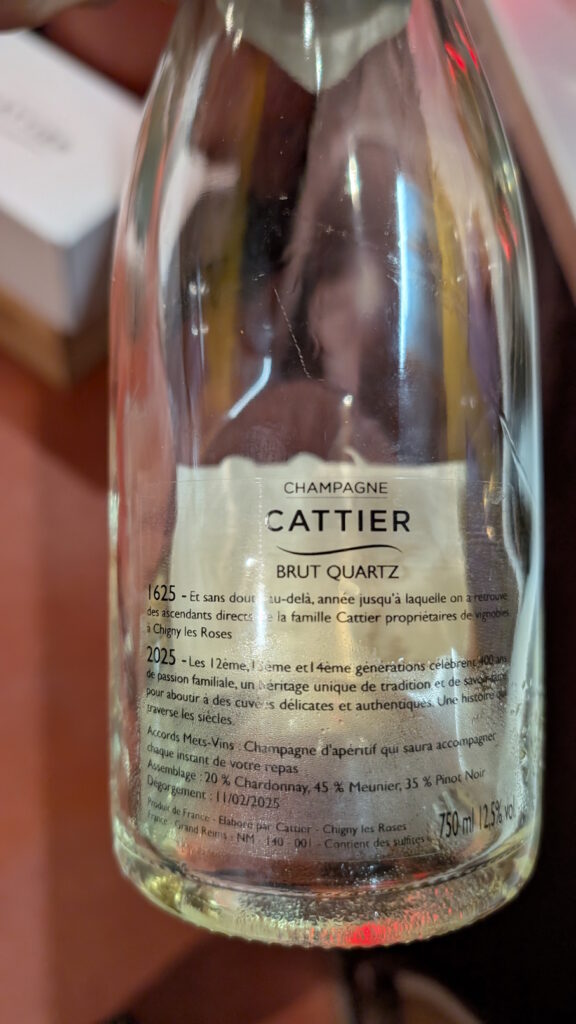 CHAMPAGNE
CATTIER
BRUT QUARTZ
1625 - Et sans dout au-delà, année jusqu'à laquelle on a retrouvé
des ascendants directs de la famille Cattier propriétaires de vignobles
à Chigny les Roses
2025 - Les 12ème, 13ème et 14ème générations célèbrent 400 ans
de passion familiale, un héritage unique de tradition et de savoir-faire
pour aboutir à des cuvées délicates et authentiques. Une histoire qui
traverse les siècles.
Accords Mets-Vins : Champagne d'apéritif qui saura accompagner
chaque instant de votre repas
Assemblage : 20 % Chardonnay, 45 % Meunier, 35 % Pinot Noir
Dégorgement : 11/02/2025
Produit de France - Elaboré par Cattier - Chigny les Roses
France - Grand Reims - NM - 140 - 001 - Contient des sulfites
750 ml 12,5% vol